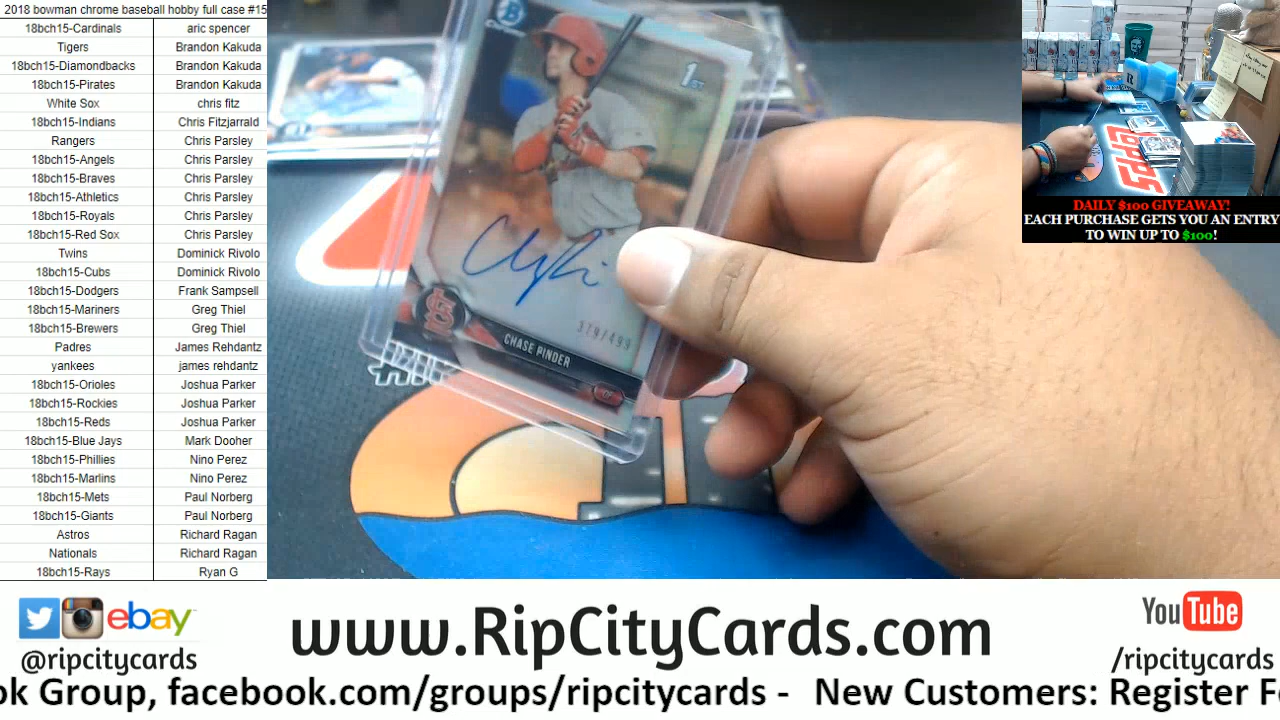 2018 bowman chrome baseball hobby full case #15
18bch15-Cardinals aric spencer
Tigers Brandon Kakuda
18bch15-Diamondbacks Brandon Kakuda
18bch15-Pirates Brandon Kakuda
White Sox chris fitz
18bch15-Indians Chris Fitzjarrald
Rangers Chris Parsley
18bch15-Angels Chris Parsley
18bch15-Braves Chris Parsley
18bch15-Athletics Chris Parsley
18bch15-Royals Chris Parsley
18bch15-Red Sox Chris Parsley
Twins Dominick Rivolo
18bch15-Cubs Dominick Rivolo
18bch15-Dodgers Frank Sampsell
18bch15-Mariners Greg Thiel
18bch15-Brewers Greg Thiel
Padres James Rehdantz
yankees james rehdantz
18bch15-Orioles Joshua Parker
18bch15-Rockies Joshua Parker
18bch15-Reds Joshua Parker
18bch15-Blue Jays Mark Dooher
18bch15-Phillies Nino Perez
18bch15-Marlins Nino Perez
18bch15-Mets Paul Norberg
18bch15-Giants Paul Norberg
Astros Richard Ragan
Nationals Richard Ragan
18bch15-Rays Ryan G
1ST
379/499
CHASE PINDER
OF
topps
DAILY $100 GIVEAWAY!
EACH PURCHASE GETS YOU AN ENTRY
TO WIN UP TO $100!
ebay
@ripcitycards
www.RipCityCards.com
YouTube
/ripcitycards
ok Group, facebook.com/groups/ripcitycards - New Customers: Register Fo